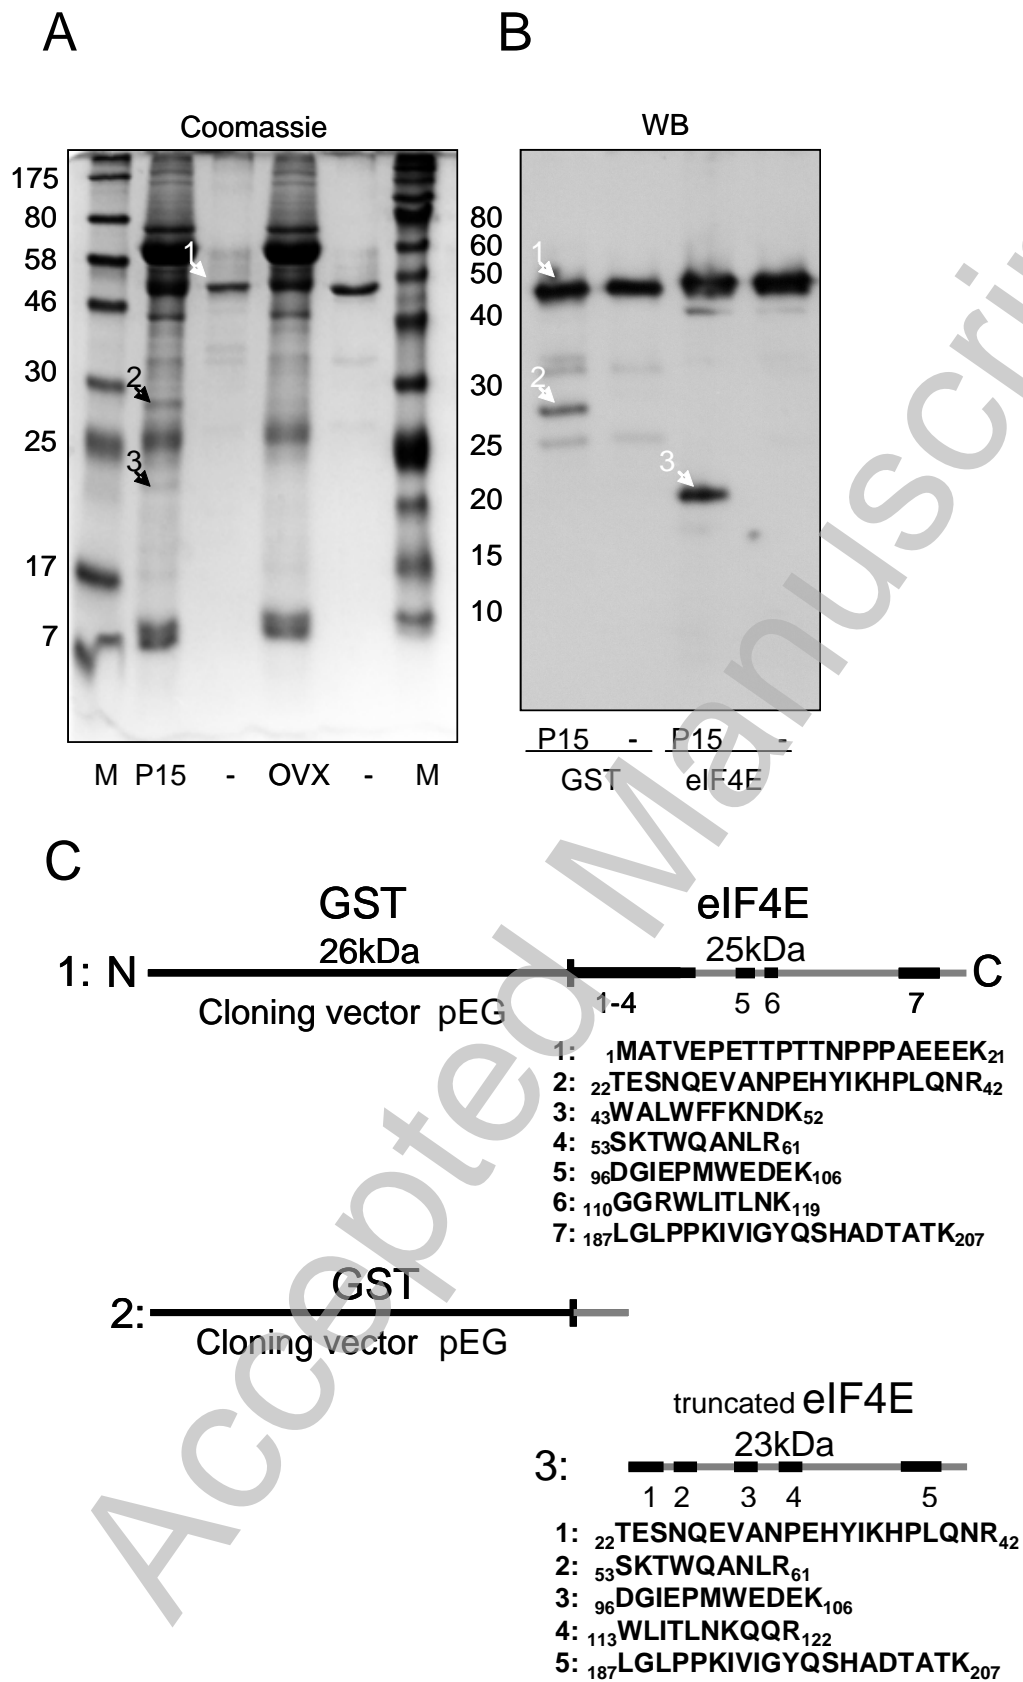 A
B
Coomassie
WB
175
80
58
46
30
25
17
7
1
2
3
80
60
50
40
30
25
20
15
10
1
2
3
M P15 - OVX - M
P15 - P15 -
GST eIF4E
C
GST eIF4E
26kDa 25kDa
1: N C
Cloning vector pEG 1-4 5 6 7
1: 1MATVEPETTPTTNPPPAEEEK21
2: 22TESNQEVANPEHYIKHPLQNR42
3: 43WALWFFKNDK52
4: 53SKTWQANLR61
5: 96DGIEPMWEDEK106
6: 110GGRWLITLNK119
7: 187LGLPPKIVIGYQSHADTATK207
GST
2:
Cloning vector pEG
truncated eIF4E
23kDa
3:
1 2 3 4 5
1: 22TESNQEVANPEHYIKHPLQNR42
2: 53SKTWQANLR61
3: 96DGIEPMWEDEK106
4: 113WLITLNKQQR122
5: 187LGLPPKIVIGYQSHADTATK207
Accepted Manuscri